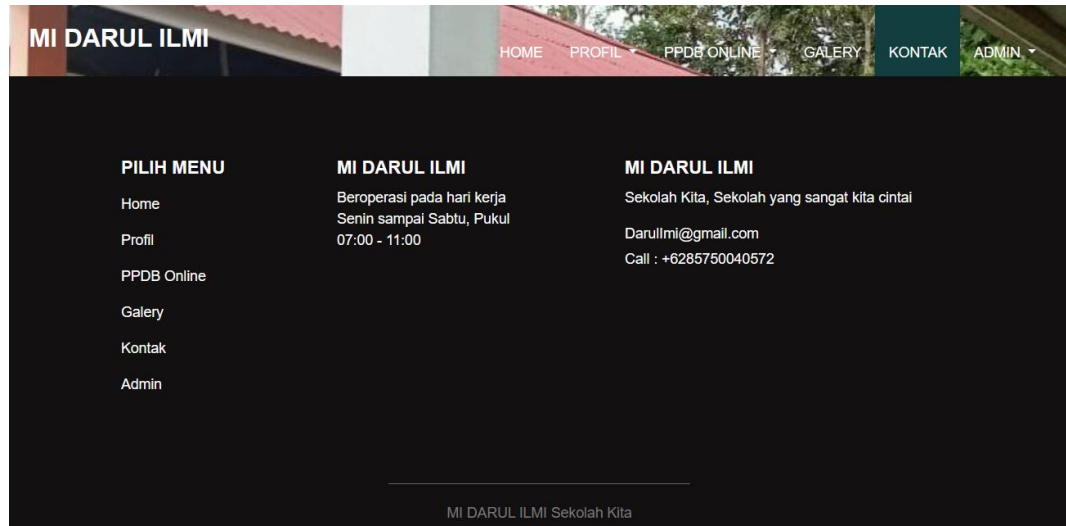 MI DARUL ILMI
HOME PROFIL PPDB ONLINE GALERY KONTAK ADMIN
PILIH MENU
Home
Profil
PPDB Online
Galery
Kontak
Admin
MI DARUL ILMI
Beroperasi pada hari kerja
Senin sampai Sabtu, Pukul
07:00 - 11:00
MI DARUL ILMI
Sekolah Kita, Sekolah yang sangat kita cintai
DarulImi@gmail.com
Call : +6285750040572
MI DARUL ILMI Sekolah Kita